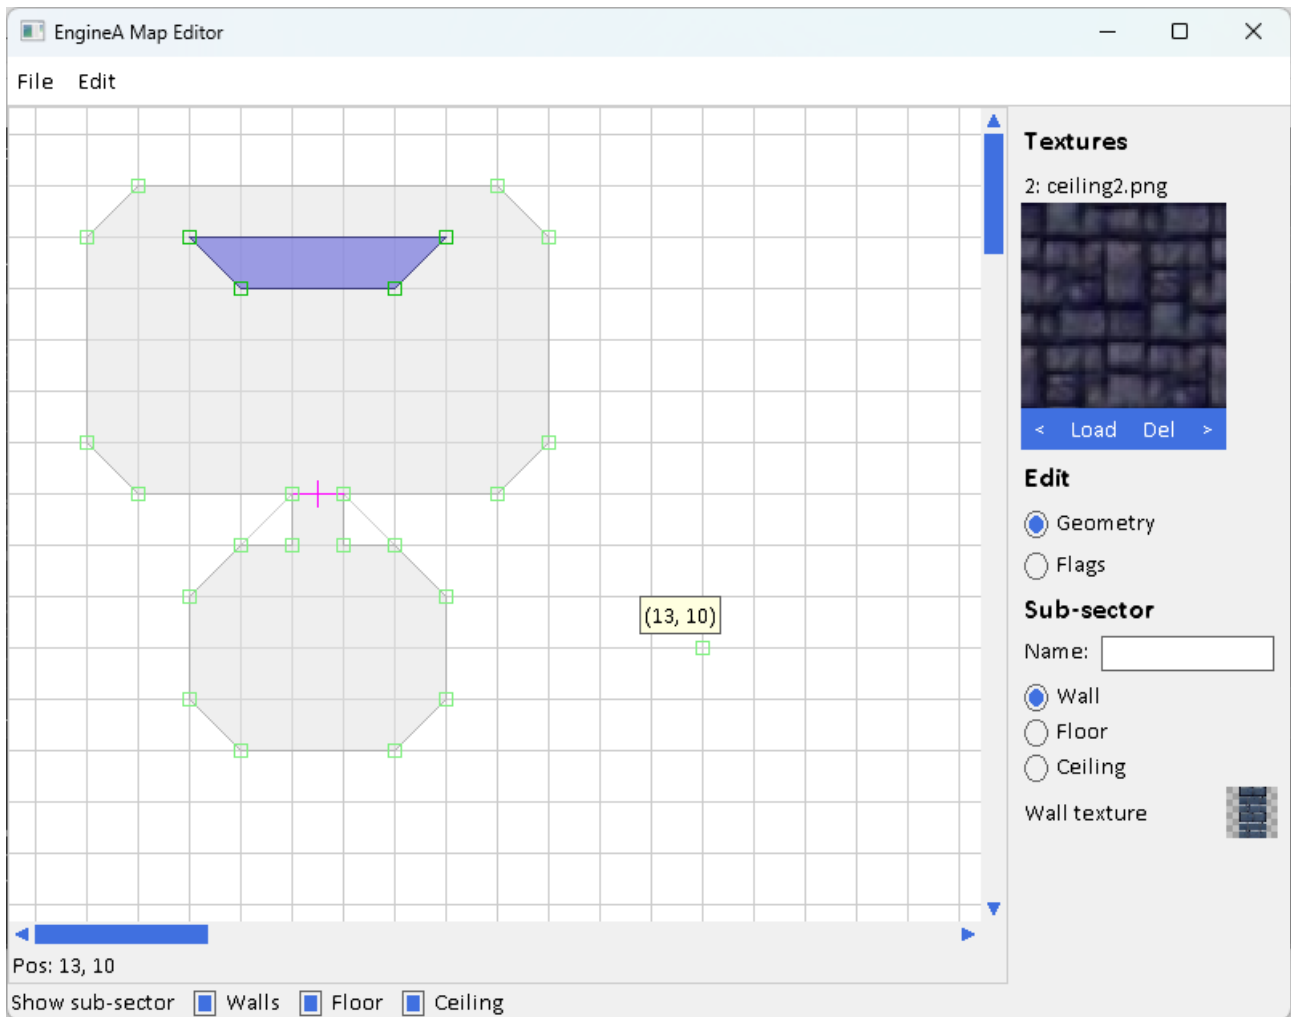 EngineA Map Editor
File Edit
Textures
2: ceiling2.png
< Load Del >
Edit
Geometry
Flags
Sub-sector
Name:
Wall
Floor
Ceiling
Wall texture
(13, 10)
Pos: 13, 10
Show sub-sector Walls Floor Ceiling